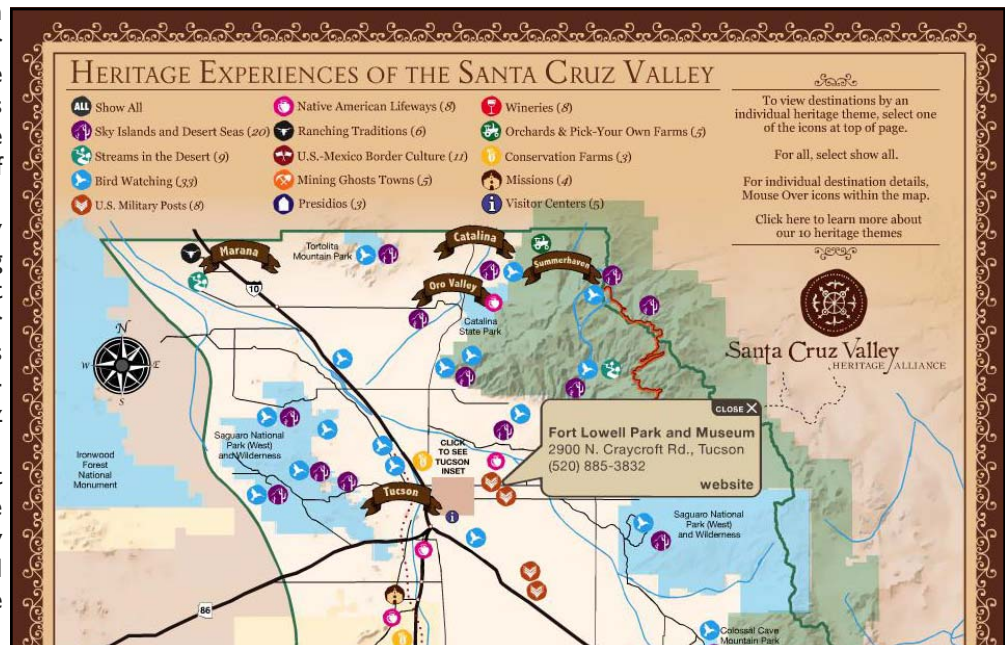 HERITAGE EXPERIENCES OF THE SANTA CRUZ VALLEY
ALL Show All
Sky Islands and Desert Seas (20)
Streams in the Desert (9)
Bird Watching (33)
U.S. Military Posts (8)
Native American Lifeways (8)
Ranching Traditions (6)
U.S.-Mexico Border Culture (11)
Mining Ghosts Towns (5)
Presidios (3)
Wineries (8)
Orchards & Pick-Your Own Farms (5)
Conservation Farms (3)
Missions (4)
i Visitor Centers (5)
To view destinations by an
individual heritage theme, select one
of the icons at top of page.
For all, select show all.
For individual destination details,
Mouse Over icons within the map.
Click here to learn more about
our 10 heritage themes
Santa Cruz Valley
HERITAGE ALLIANCE
Marana
Tortolita
Mountain Park
Catalina
Summerhaven
Oro Valley
10
Catalina
State Park
N
W E
S
Saguaro National
Park (West)
and Wilderness
Ironwood
Forest
National
Monument
CLICK
TO SEE
TUCSON
INSET
CLOSE X
Fort Lowell Park and Museum
2900 N. Craycroft Rd., Tucson
(520) 885-3832
website
Tucson
i
Saguaro National
Park (West)
and Wilderness
86
Colossal Cave
Mountain Park